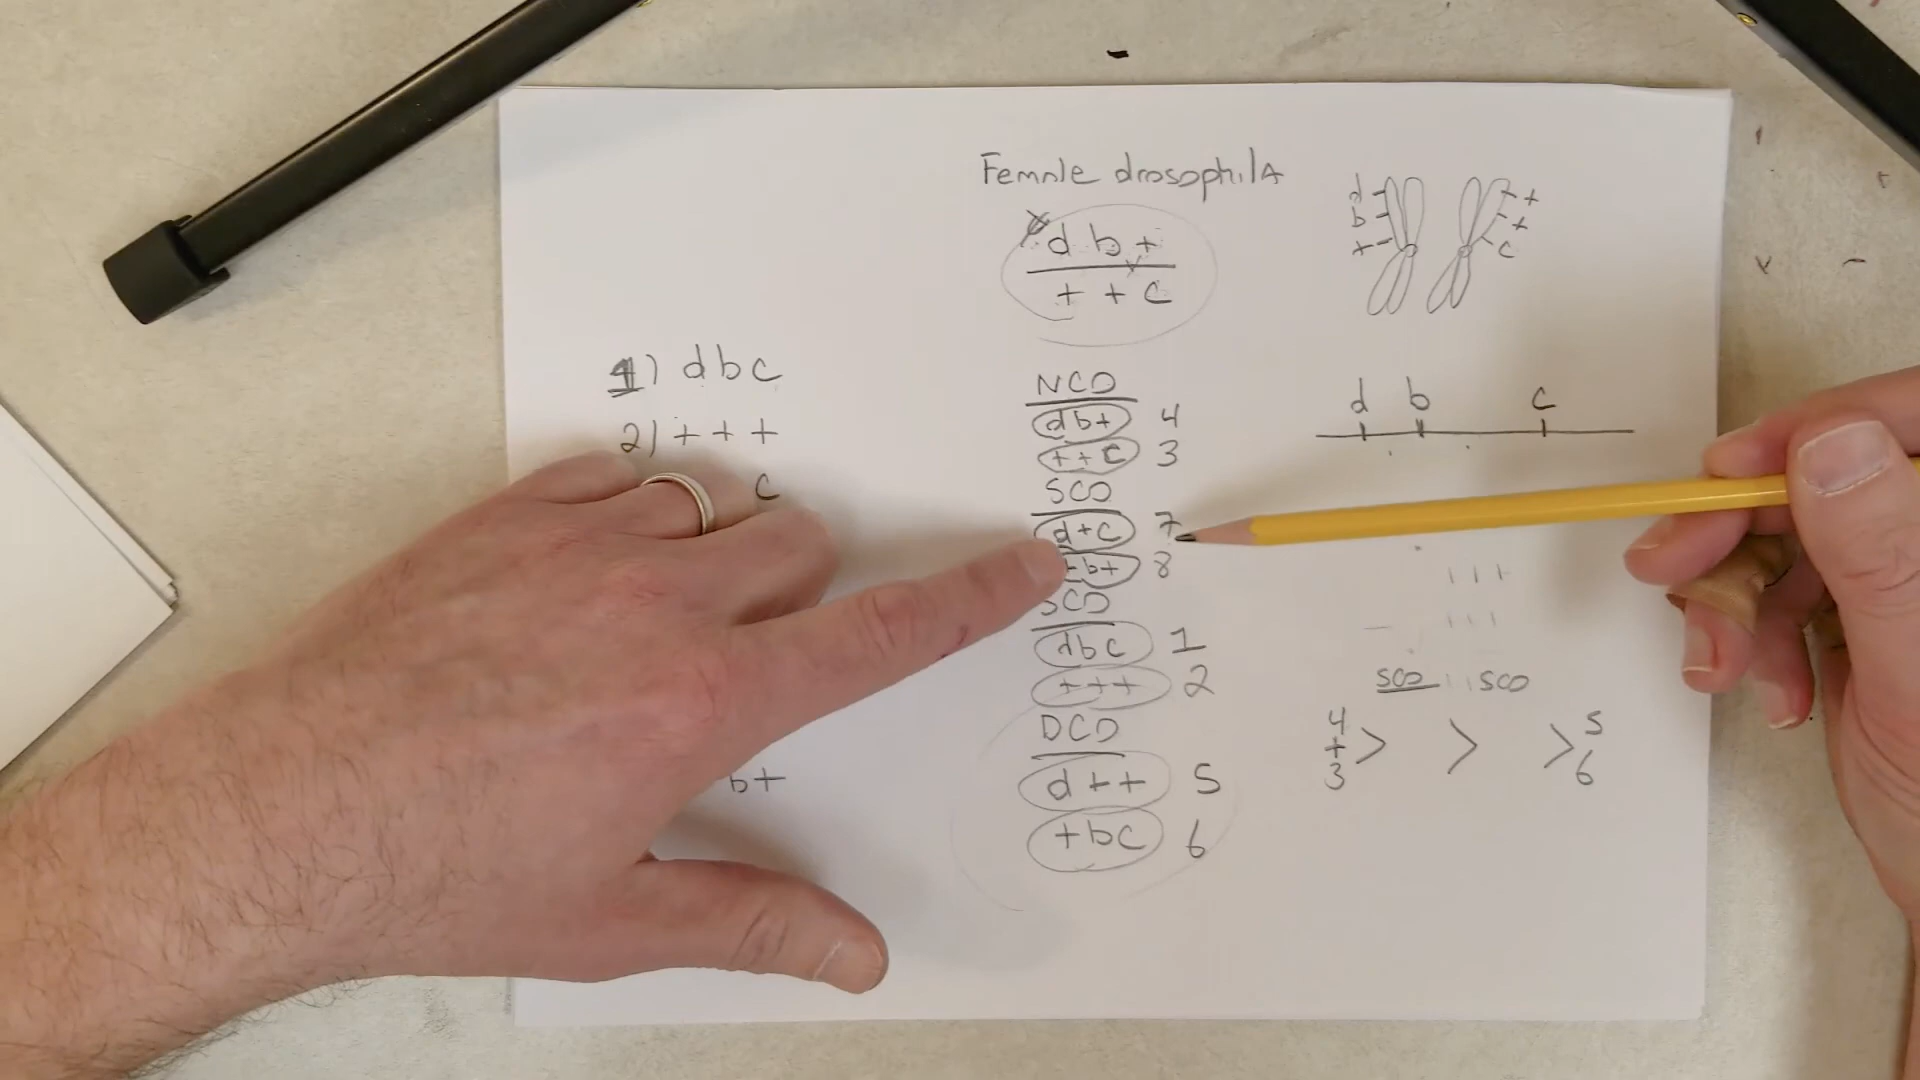 Female drosophila
d b +
+ + c
d
b
+
+
+
c
1) d b c
2) + + +
c
b +
NCO
d b + 4
+ + c 3
SCO
d + c 7
b + 8
SCO
d b c 1
+ + + 2
DCO
d + + 5
+ b c 6
d b c
SCO SCO
4 + 3 > > > 5 6